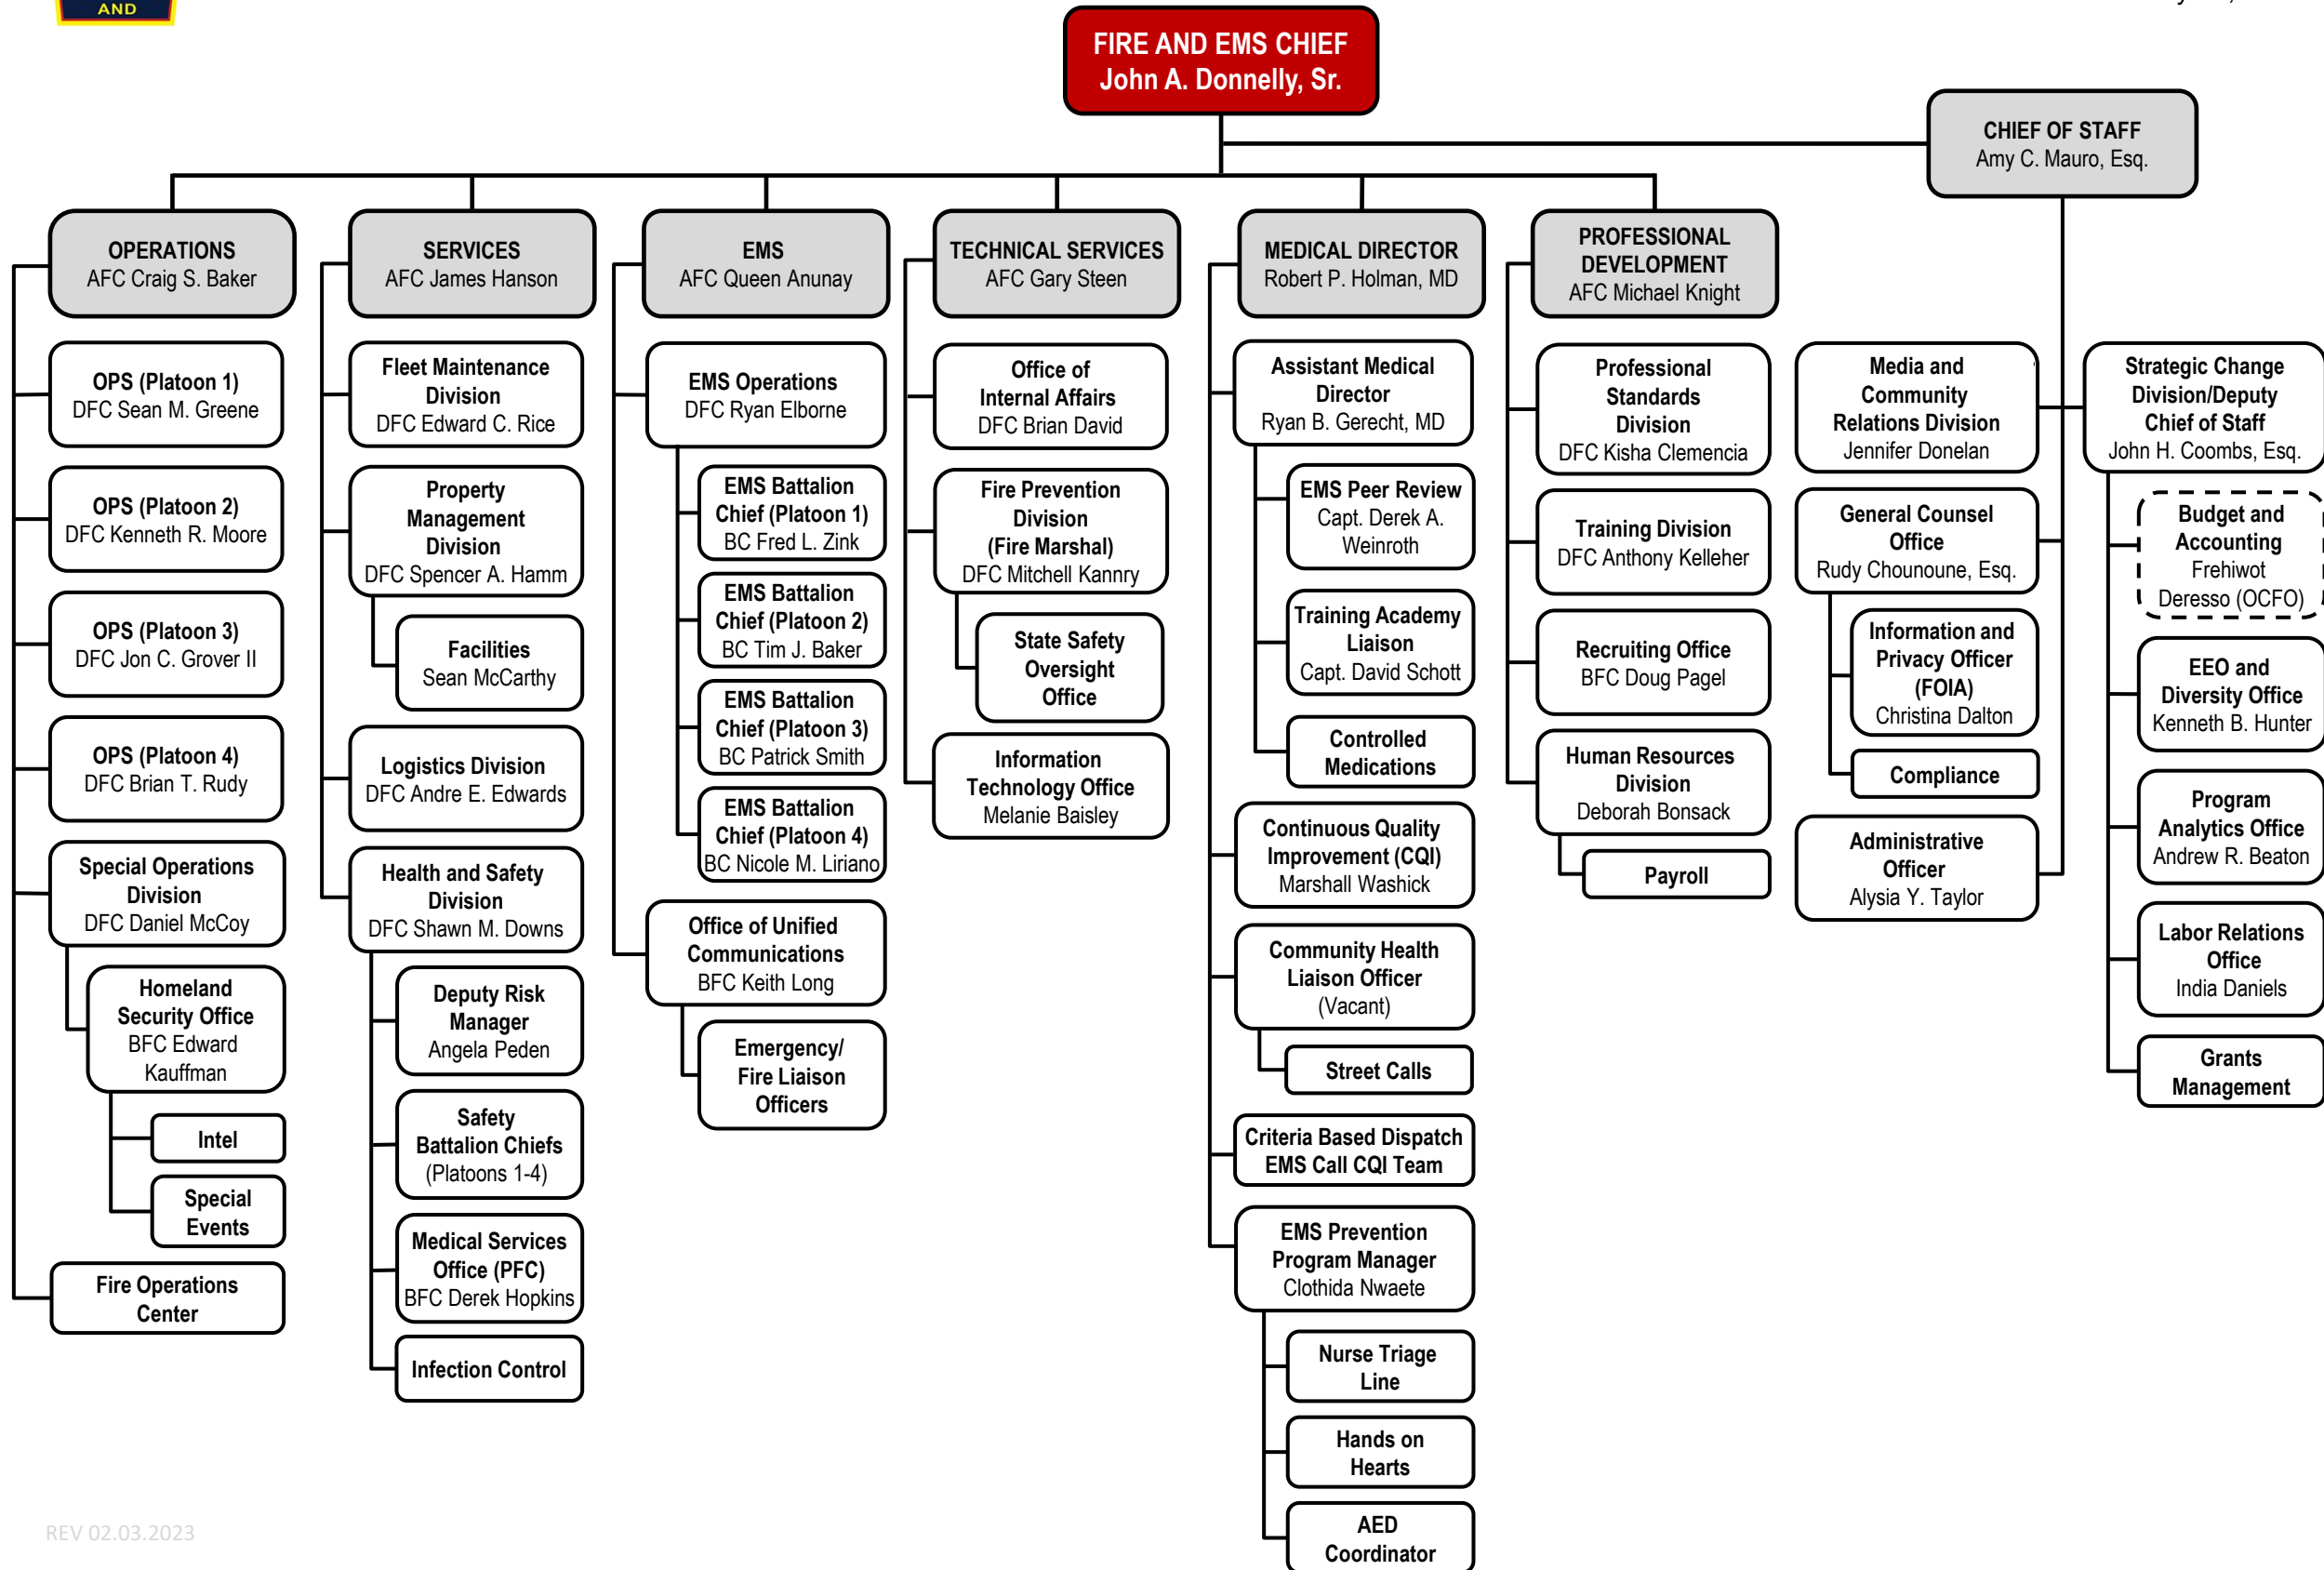 AND
FIRE AND EMS CHIEF
John A. Donnelly, Sr.
CHIEF OF STAFF
Amy C. Mauro, Esq.
OPERATIONS
AFC Craig S. Baker
OPS (Platoon 1)
DFC Sean M. Greene
OPS (Platoon 2)
DFC Kenneth R. Moore
OPS (Platoon 3)
DFC Jon C. Grover II
OPS (Platoon 4)
DFC Brian T. Rudy
Special Operations
Division
DFC Daniel McCoy
Homeland
Security Office
BFC Edward
Kauffman
Intel
Special
Events
Fire Operations
Center
SERVICES
AFC James Hanson
Fleet Maintenance
Division
DFC Edward C. Rice
Property
Management
Division
DFC Spencer A. Hamm
Facilities
Sean McCarthy
Logistics Division
DFC Andre E. Edwards
Health and Safety
Division
DFC Shawn M. Downs
Deputy Risk
Manager
Angela Peden
Safety
Battalion Chiefs
(Platoons 1-4)
Medical Services
Office (PFC)
BFC Derek Hopkins
Infection Control
EMS
AFC Queen Anunay
EMS Operations
DFC Ryan Elborne
EMS Battalion
Chief (Platoon 1)
BC Fred L. Zink
EMS Battalion
Chief (Platoon 2)
BC Tim J. Baker
EMS Battalion
Chief (Platoon 3)
BC Patrick Smith
EMS Battalion
Chief (Platoon 4)
BC Nicole M. Liriano
Office of Unified
Communications
BFC Keith Long
Emergency/
Fire Liaison
Officers
TECHNICAL SERVICES
AFC Gary Steen
Office of
Internal Affairs
DFC Brian David
Fire Prevention
Division
(Fire Marshal)
DFC Mitchell Kannry
State Safety
Oversight
Office
Information
Technology Office
Melanie Baisley
MEDICAL DIRECTOR
Robert P. Holman, MD
Assistant Medical
Director
Ryan B. Gerecht, MD
EMS Peer Review
Capt. Derek A.
Weinroth
Training Academy
Liaison
Capt. David Schott
Controlled
Medications
Continuous Quality
Improvement (CQI)
Marshall Washick
Community Health
Liaison Officer
(Vacant)
Street Calls
Criteria Based Dispatch
EMS Call CQI Team
EMS Prevention
Program Manager
Clothida Nwaete
Nurse Triage
Line
Hands on
Hearts
AED
Coordinator
PROFESSIONAL
DEVELOPMENT
AFC Michael Knight
Professional
Standards
Division
DFC Kisha Clemencia
Training Division
DFC Anthony Kelleher
Recruiting Office
BFC Doug Pagel
Human Resources
Division
Deborah Bonsack
Payroll
Media and
Community
Relations Division
Jennifer Donelan
General Counsel
Office
Rudy Chounoune, Esq.
Information and
Privacy Officer
(FOIA)
Christina Dalton
Compliance
Administrative
Officer
Alysia Y. Taylor
Strategic Change
Division/Deputy
Chief of Staff
John H. Coombs, Esq.
Budget and
Accounting
Frehiwot
Deresso (OCFO)
EEO and
Diversity Office
Kenneth B. Hunter
Program
Analytics Office
Andrew R. Beaton
Labor Relations
Office
India Daniels
Grants
Management
REV 02.03.2023